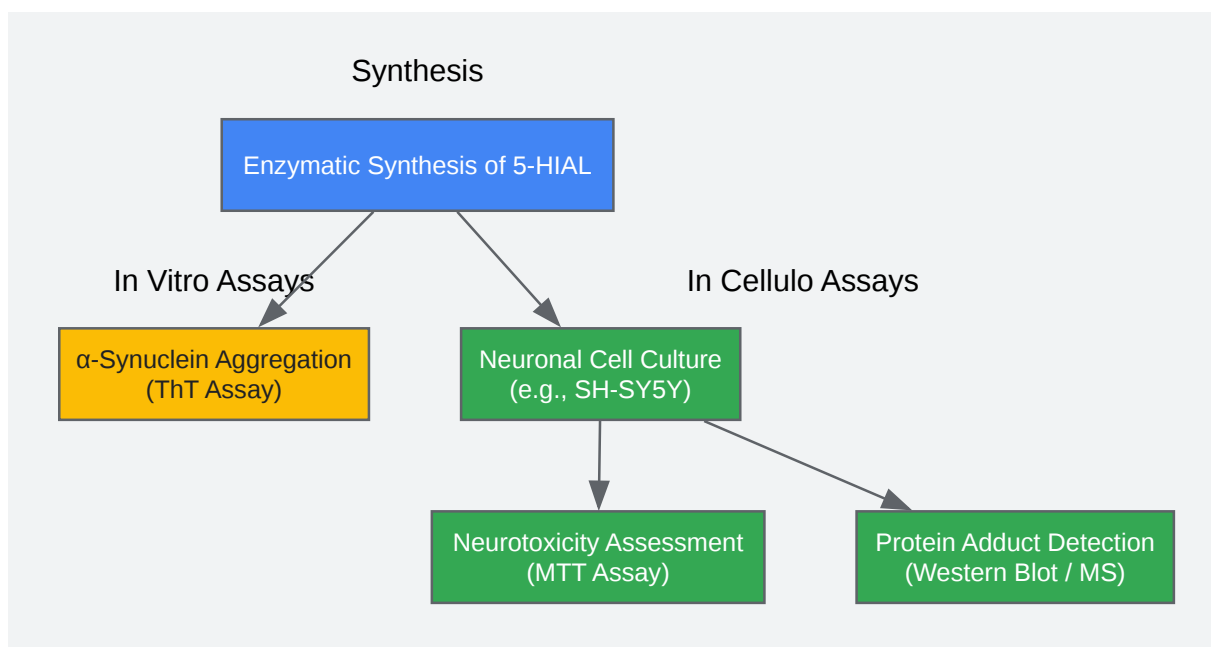 Synthesis
Enzymatic Synthesis of 5-HIAL
In Vitro Assays
In Cellulo Assays
α-Synuclein Aggregation
(ThT Assay)
Neuronal Cell Culture
(e.g., SH-SY5Y)
Neurotoxicity Assessment
(MTT Assay)
Protein Adduct Detection
(Western Blot / MS)